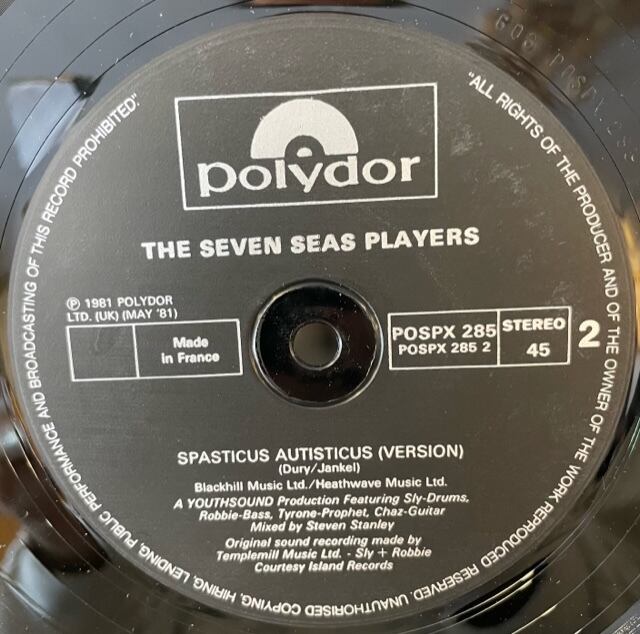 polydor
THE SEVEN SEAS PLAYERS
℗ 1981 POLYDOR
LTD. (UK) (MAY '81)
Made
in France
POSPX 285
POSPX 285 2
STEREO
45
2
SPASTICUS AUTISTICUS (VERSION)
(Dury/Jankel)
Blackhill Music Ltd./Heathwave Music Ltd.
A YOUTHSOUND Production Featuring Sly-Drums,
Robbie-Bass, Tyrone-Prophet, Chaz-Guitar
Mixed by Steven Stanley
Original sound recording made by
Templemill Music Ltd. - Sly + Robbie
Courtesy Island Records
"ALL RIGHTS OF THE PRODUCER AND OF THE OWNER OF THE WORK REPRODUCED RESERVED. UNAUTHORISED COPYING, HIRING, LENDING, PUBLIC PERFORMANCE AND BROADCASTING OF THIS RECORD PROHIBITED".